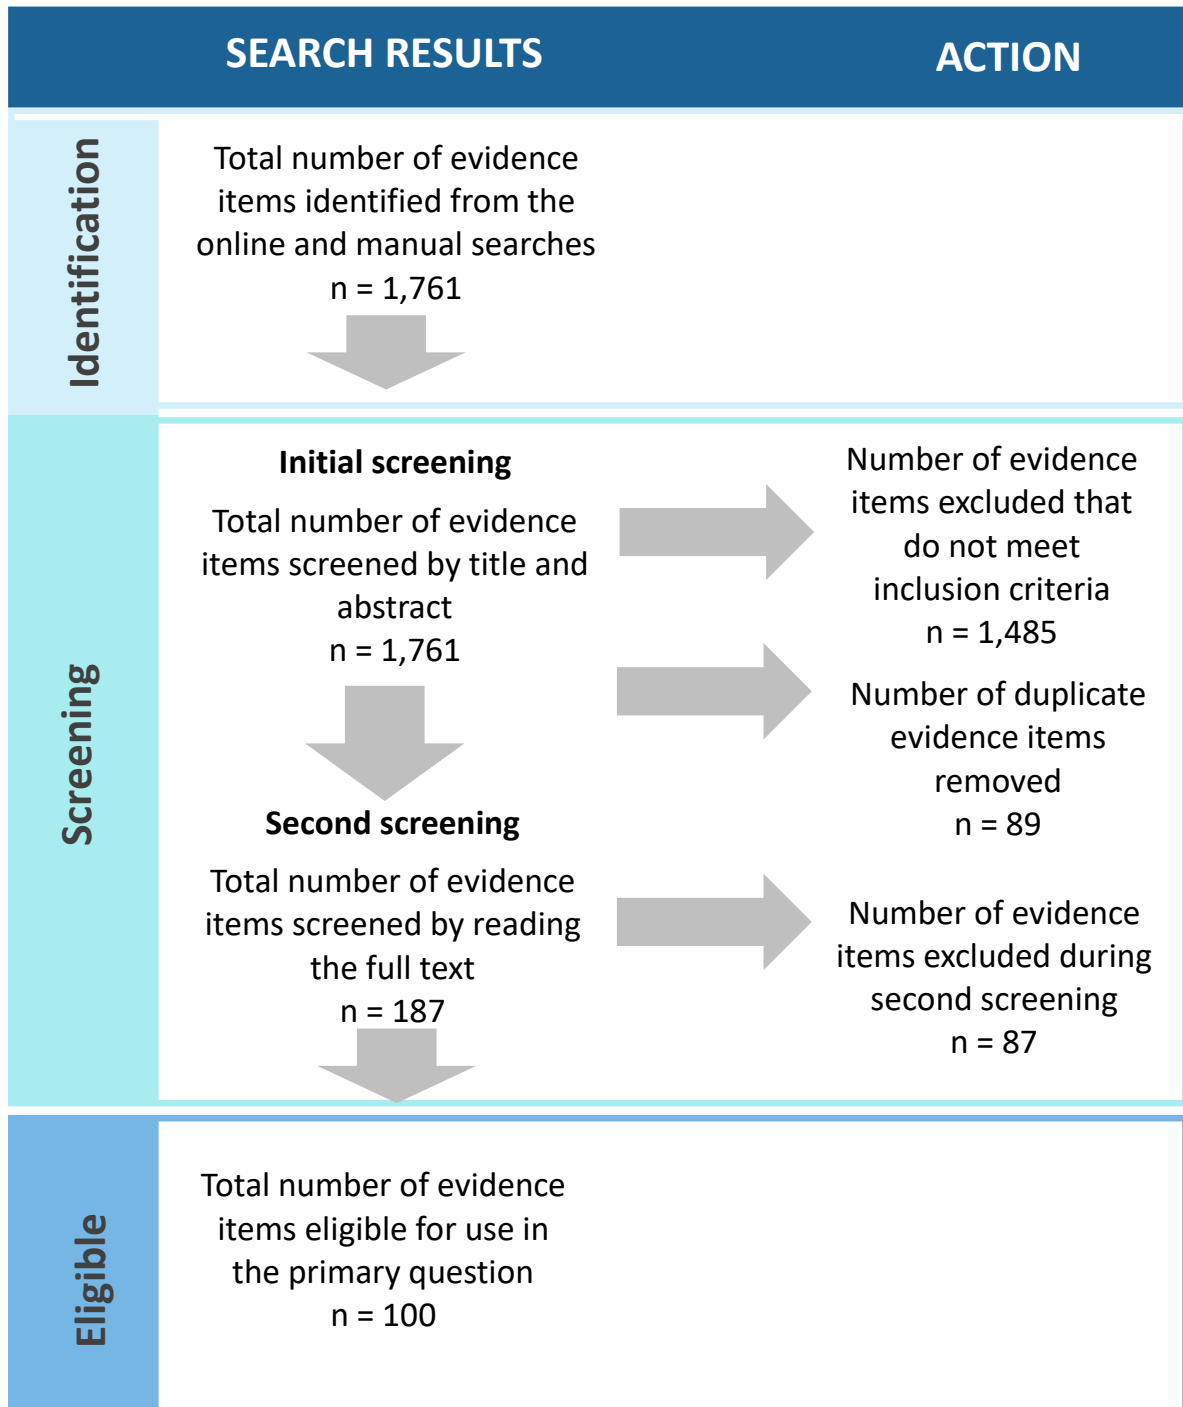 SEARCH RESULTS
ACTION
Identification
Total number of evidence
items identified from the
online and manual searches
n = 1,761
Screening
Initial screening
Total number of evidence
items screened by title and
abstract
n = 1,761
Number of evidence
items excluded that
do not meet
inclusion criteria
n = 1,485
Number of duplicate
evidence items
removed
n = 89
Second screening
Total number of evidence
items screened by reading
the full text
n = 187
Number of evidence
items excluded during
second screening
n = 87
Eligible
Total number of evidence
items eligible for use in
the primary question
n = 100